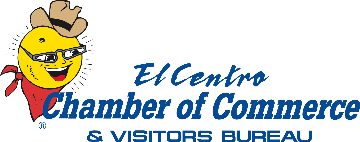 El Centro
Chamber of Commerce
& VISITORS BUREAU